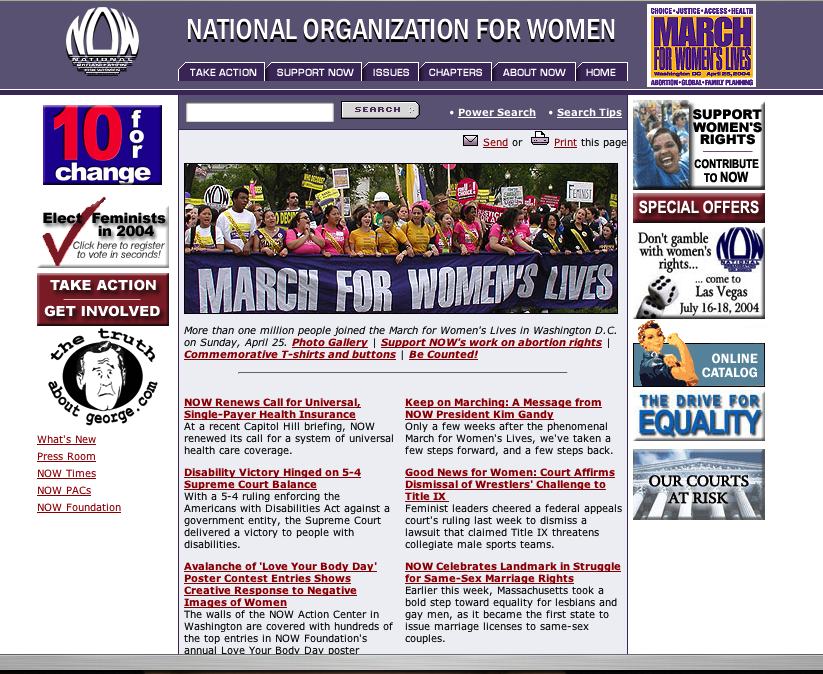 NOW
NATIONAL
ORGANIZATION
FOR WOMEN
NATIONAL ORGANIZATION FOR WOMEN
TAKE ACTION
SUPPORT NOW
ISSUES
CHAPTERS
ABOUT NOW
HOME
CHOICE•JUSTICE•ACCESS•HEALTH
MARCH
FOR WOMEN'S LIVES
Washington DC April 25, 2004
ABORTION•GLOBAL•FAMILY PLANNING
10 for
change
Elect Feminists
in 2004
Click here to register
to vote in seconds!
TAKE ACTION
GET INVOLVED
the truth
about george.com
What's New
Press Room
NOW Times
NOW PACs
NOW Foundation
SEARCH
• Power Search • Search Tips
Send or Print this page
MARCH FOR WOMEN'S LIVES
FEMINIST
More than one million people joined the March for Women's Lives in Washington D.C.
on Sunday, April 25. Photo Gallery | Support NOW's work on abortion rights |
Commemorative T-shirts and buttons | Be Counted!
NOW Renews Call for Universal,
Single-Payer Health Insurance
At a recent Capitol Hill briefing, NOW
renewed its call for a system of universal
health care coverage.
Disability Victory Hinged on 5-4
Supreme Court Balance
With a 5-4 ruling enforcing the
Americans with Disabilities Act against a
government entity, the Supreme Court
delivered a victory to people with
disabilities.
Avalanche of 'Love Your Body Day'
Poster Contest Entries Shows
Creative Response to Negative
Images of Women
The walls of the NOW Action Center in
Washington are covered with hundreds of
the top entries in NOW Foundation's
annual Love Your Body Day poster
Keep on Marching: A Message from
NOW President Kim Gandy
Only a few weeks after the phenomenal
March for Women's Lives, we've taken a
few steps forward, and a few steps back.
Good News for Women: Court Affirms
Dismissal of Wrestlers' Challenge to
Title IX
Feminist leaders cheered a federal appeals
court's ruling last week to dismiss a
lawsuit that claimed Title IX threatens
collegiate male sports teams.
NOW Celebrates Landmark in Struggle
for Same-Sex Marriage Rights
Earlier this week, Massachusetts took a
bold step toward equality for lesbians and
gay men, as it became the first state to
issue marriage licenses to same-sex
couples.
SUPPORT
WOMEN'S
RIGHTS
CONTRIBUTE
to NOW
SPECIAL OFFERS
Don't gamble
with women's
rights...
... come to
Las Vegas
July 16-18, 2004
ONLINE
CATALOG
THE DRIVE FOR
EQUALITY
OUR COURTS
AT RISK